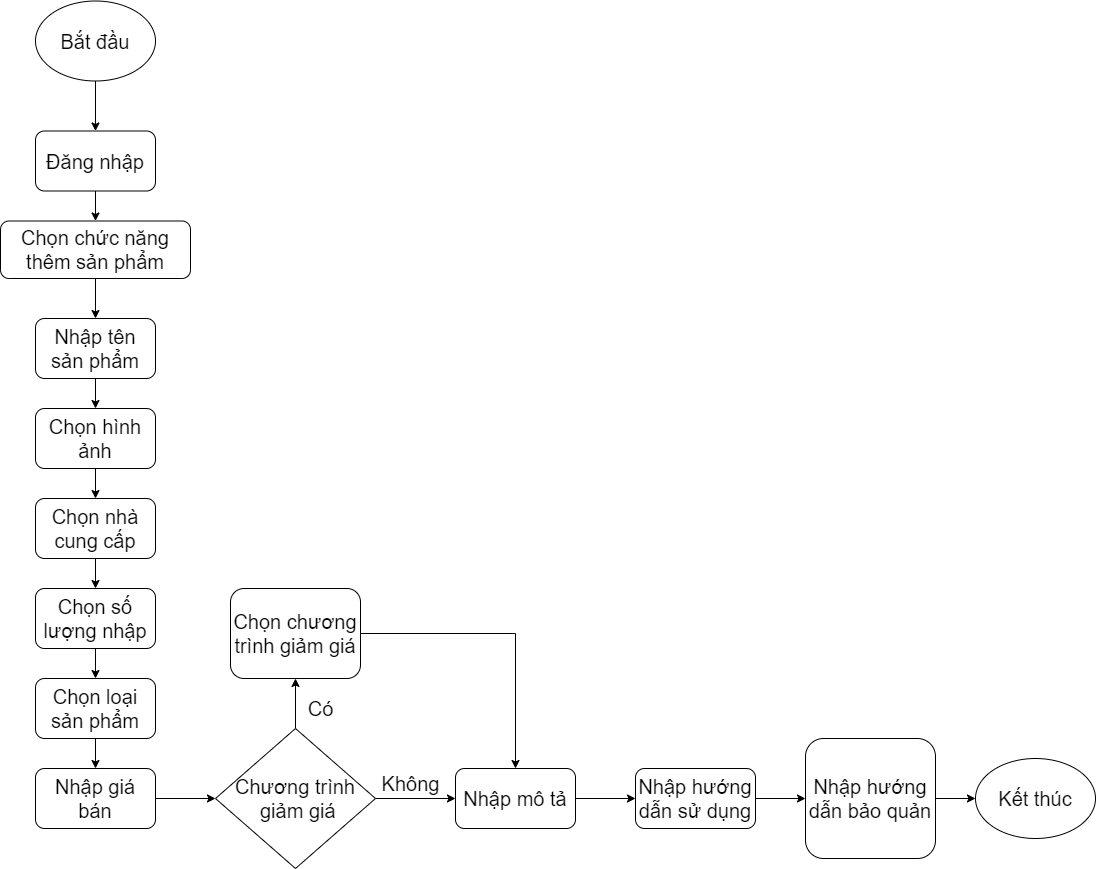 Bắt đầu
Đăng nhập
Chọn chức năng
thêm sản phẩm
Nhập tên
sản phẩm
Chọn hình
ảnh
Chọn nhà
cung cấp
Chọn số
lượng nhập
Chọn loại
sản phẩm
Nhập giá
bán
Chương trình
giảm giá
Có
Chọn chương
trình giảm giá
Không
Nhập mô tả
Nhập hướng
dẫn sử dụng
Nhập hướng
dẫn bảo quản
Kết thúc